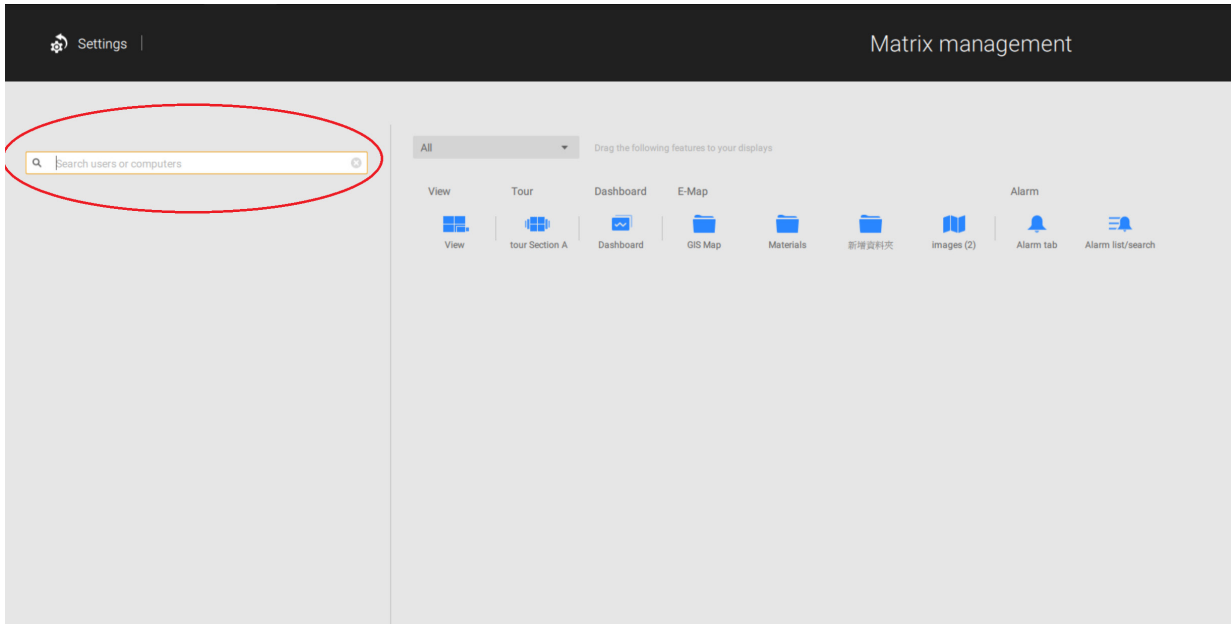 Settings
Matrix management
Search users or computers
All
Drag the following features to your displays
View Tour Dashboard E-Map Alarm
View tour Section A Dashboard GIS Map Materials 新增資料夾 images (2) Alarm tab Alarm list/search